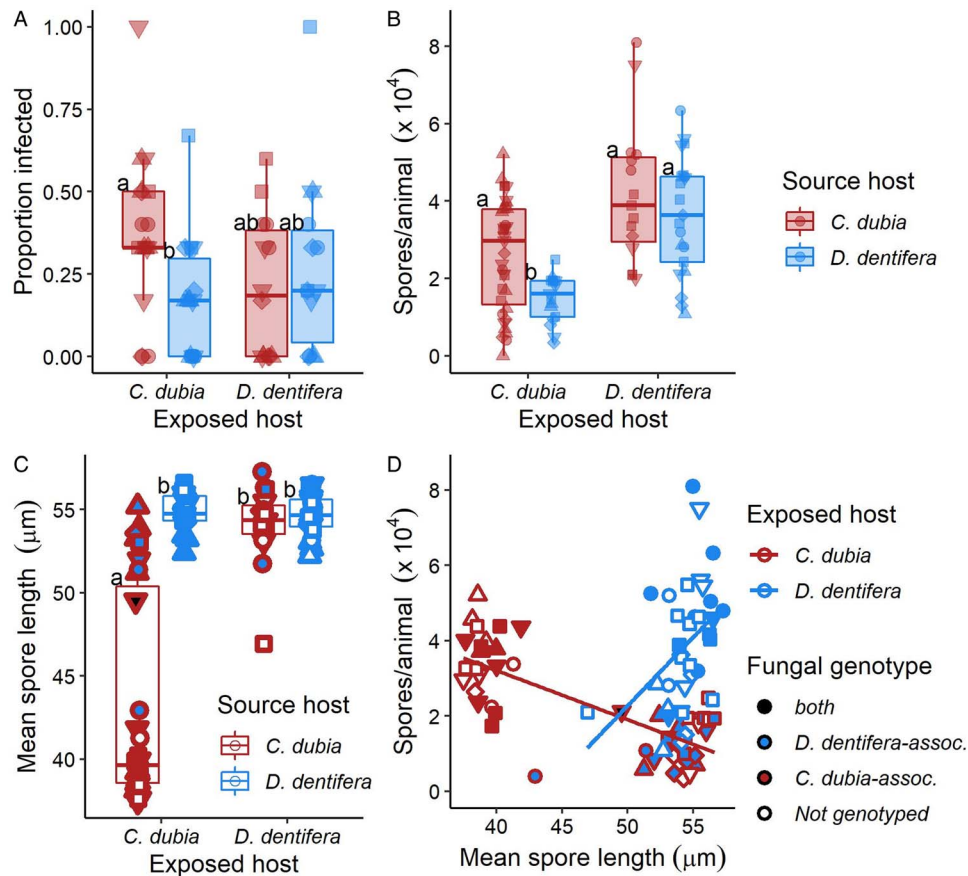 A
Proportion infected
1.00
0.75
0.50
0.25
0.00
a
b
ab
ab
C. dubia
D. dentifera
Exposed host
B
Spores/animal (x 10⁴)
8
6
4
2
0
a
b
a
a
C. dubia
D. dentifera
Exposed host
Source host
C. dubia
D. dentifera
C
Mean spore length (μm)
55
50
45
40
a
b
b
b
Source host
C. dubia
D. dentifera
C. dubia
D. dentifera
Exposed host
D
Spores/animal (x 10⁴)
8
6
4
2
0
40
45
50
55
Mean spore length (μm)
Exposed host
C. dubia
D. dentifera
Fungal genotype
both
D. dentifera-assoc.
C. dubia-assoc.
Not genotyped